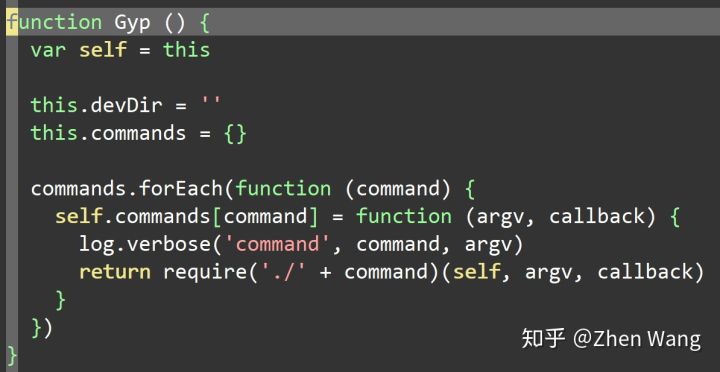 function Gyp () {
  var self = this

  this.devDir = ''
  this.commands = {}

  commands.forEach(function (command) {
    self.commands[command] = function (argv, callback) {
      log.verbose('command', command, argv)
      return require('./' + command)(self, argv, callback)
    }
  })
}
知乎 @Zhen Wang